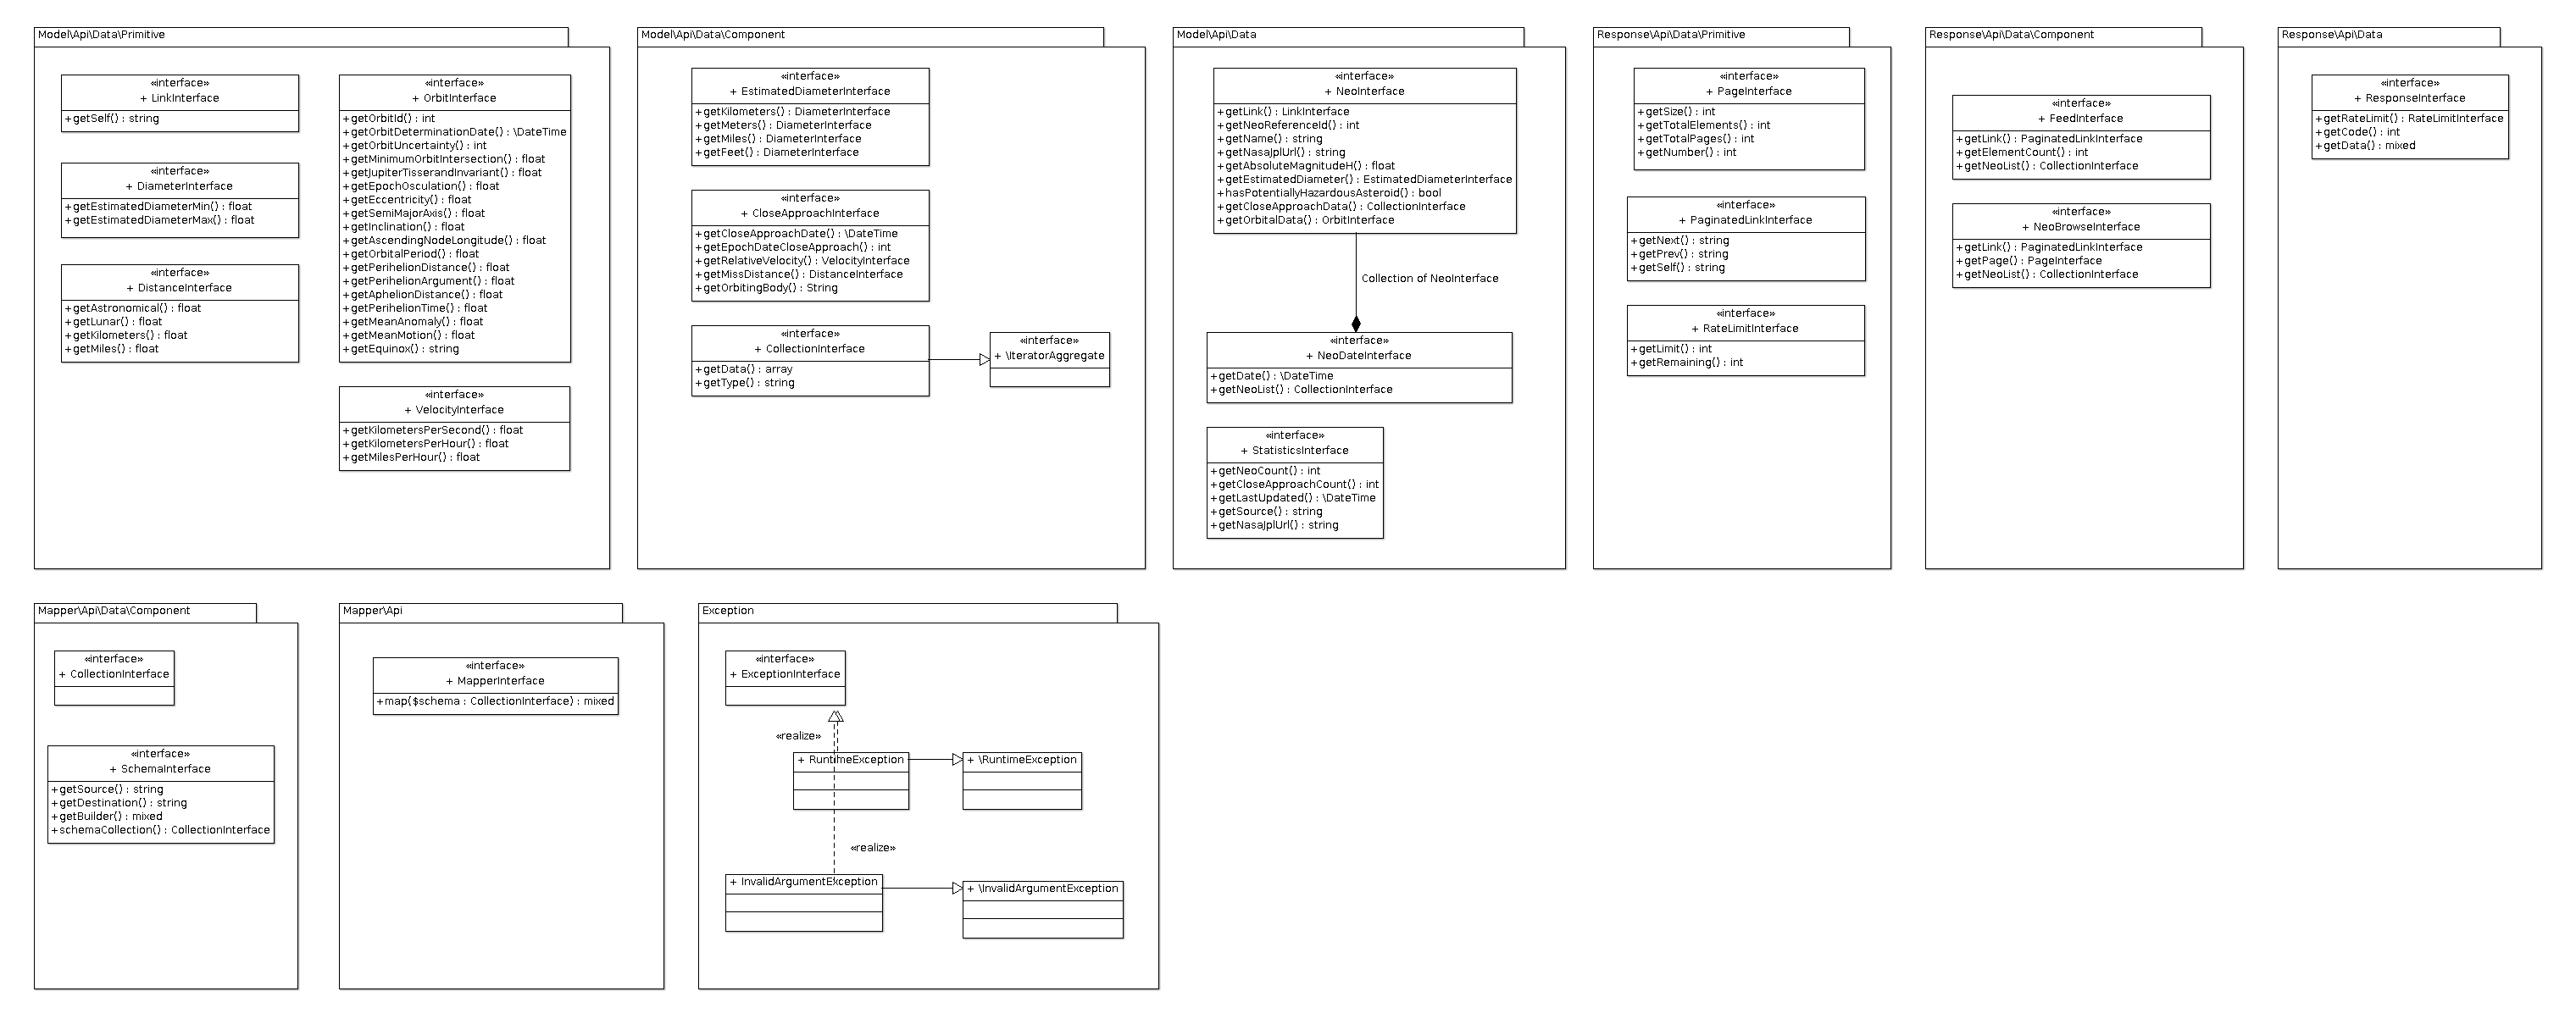 Model\Api\Data\Primitive
«interface»
+ LinkInterface
+getSelf() : string
«interface»
+ DiameterInterface
+getEstimatedDiameterMin() : float
+getEstimatedDiameterMax() : float
«interface»
+ DistanceInterface
+getAstronomical() : float
+getLunar() : float
+getKilometers() : float
+getMiles() : float
«interface»
+ OrbitInterface
+getOrbitId() : int
+getOrbitDeterminationDate() : \DateTime
+getOrbitUncertainty() : int
+getMinimumOrbitIntersection() : float
+getJupiterTisserandInvariant() : float
+getEpochOsculation() : float
+getEccentricity() : float
+getSemiMajorAxis() : float
+getInclination() : float
+getAscendingNodeLongitude() : float
+getOrbitalPeriod() : float
+getPerihelionDistance() : float
+getPerihelionArgument() : float
+getAphelionDistance() : float
+getPerihelionTime() : float
+getMeanAnomaly() : float
+getMeanMotion() : float
+getEquinox() : string
«interface»
+ VelocityInterface
+getKilometersPerSecond() : float
+getKilometersPerHour() : float
+getMilesPerHour() : float
Model\Api\Data\Component
«interface»
+ EstimatedDiameterInterface
+getKilometers() : DiameterInterface
+getMeters() : DiameterInterface
+getMiles() : DiameterInterface
+getFeet() : DiameterInterface
«interface»
+ CloseApproachInterface
+getCloseApproachDate() : \DateTime
+getEpochDateCloseApproach() : int
+getRelativeVelocity() : VelocityInterface
+getMissDistance() : DistanceInterface
+getOrbitingBody() : String
«interface»
+ CollectionInterface
+getData() : array
+getType() : string
«interface»
+ \IteratorAggregate
Model\Api\Data
«interface»
+ NeoInterface
+getLink() : LinkInterface
+getNeoReferenceId() : int
+getName() : string
+getNasaJplUrl() : string
+getAbsoluteMagnitudeH() : float
+getEstimatedDiameter() : EstimatedDiameterInterface
+hasPotentiallyHazardousAsteroid() : bool
+getCloseApproachData() : CollectionInterface
+getOrbitalData() : OrbitInterface
Collection of NeoInterface
«interface»
+ NeoDateInterface
+getDate() : \DateTime
+getNeoList() : CollectionInterface
«interface»
+ StatisticsInterface
+getNeoCount() : int
+getCloseApproachCount() : int
+getLastUpdated() : \DateTime
+getSource() : string
+getNasaJplUrl() : string
Response\Api\Data\Primitive
«interface»
+ PageInterface
+getSize() : int
+getTotalElements() : int
+getTotalPages() : int
+getNumber() : int
«interface»
+ PaginatedLinkInterface
+getNext() : string
+getPrev() : string
+getSelf() : string
«interface»
+ RateLimitInterface
+getLimit() : int
+getRemaining() : int
Response\Api\Data\Component
«interface»
+ FeedInterface
+getLink() : PaginatedLinkInterface
+getElementCount() : int
+getNeoList() : CollectionInterface
«interface»
+ NeoBrowseInterface
+getLink() : PaginatedLinkInterface
+getPage() : PageInterface
+getNeoList() : CollectionInterface
Response\Api\Data
«interface»
+ ResponseInterface
+getRateLimit() : RateLimitInterface
+getCode() : int
+getData() : mixed
Mapper\Api\Data\Component
«interface»
+ CollectionInterface
«interface»
+ SchemaInterface
+getSource() : string
+getDestination() : string
+getBuilder() : mixed
+schemaCollection() : CollectionInterface
Mapper\Api
«interface»
+ MapperInterface
+map($schema : CollectionInterface) : mixed
Exception
«interface»
+ ExceptionInterface
«realize»
+ RuntimeException
+ \RuntimeException
«realize»
+ InvalidArgumentException
+ \InvalidArgumentException